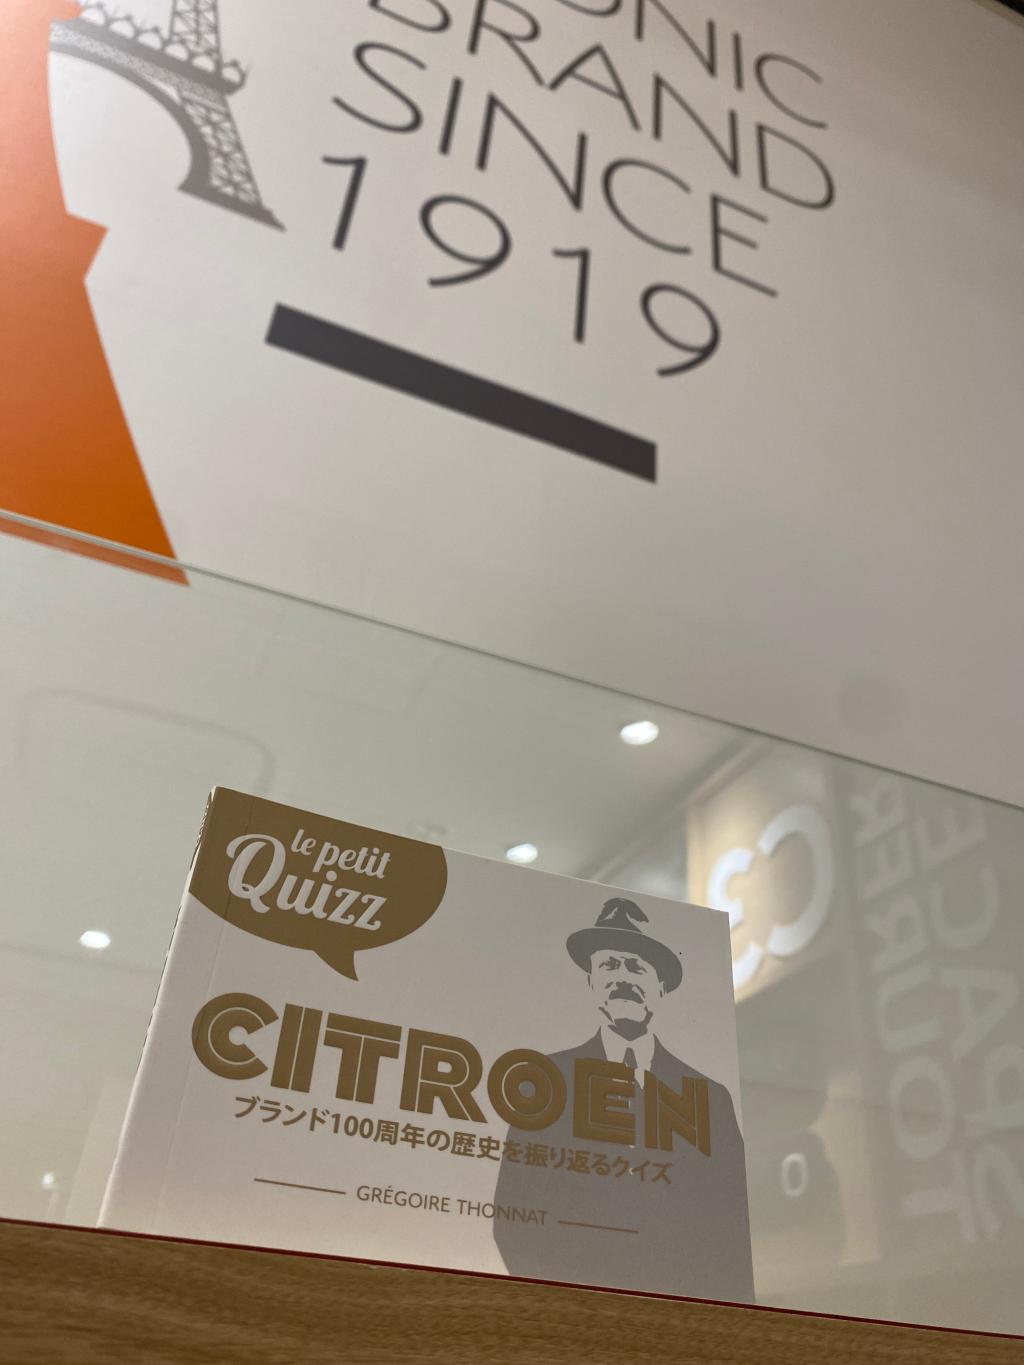 BRAND
SINCE
1919
le petit
Quizz
CITROEN
ブランド100周年の歴史を振り返るクイズ
GRÉGOIRE THONNAT
C3